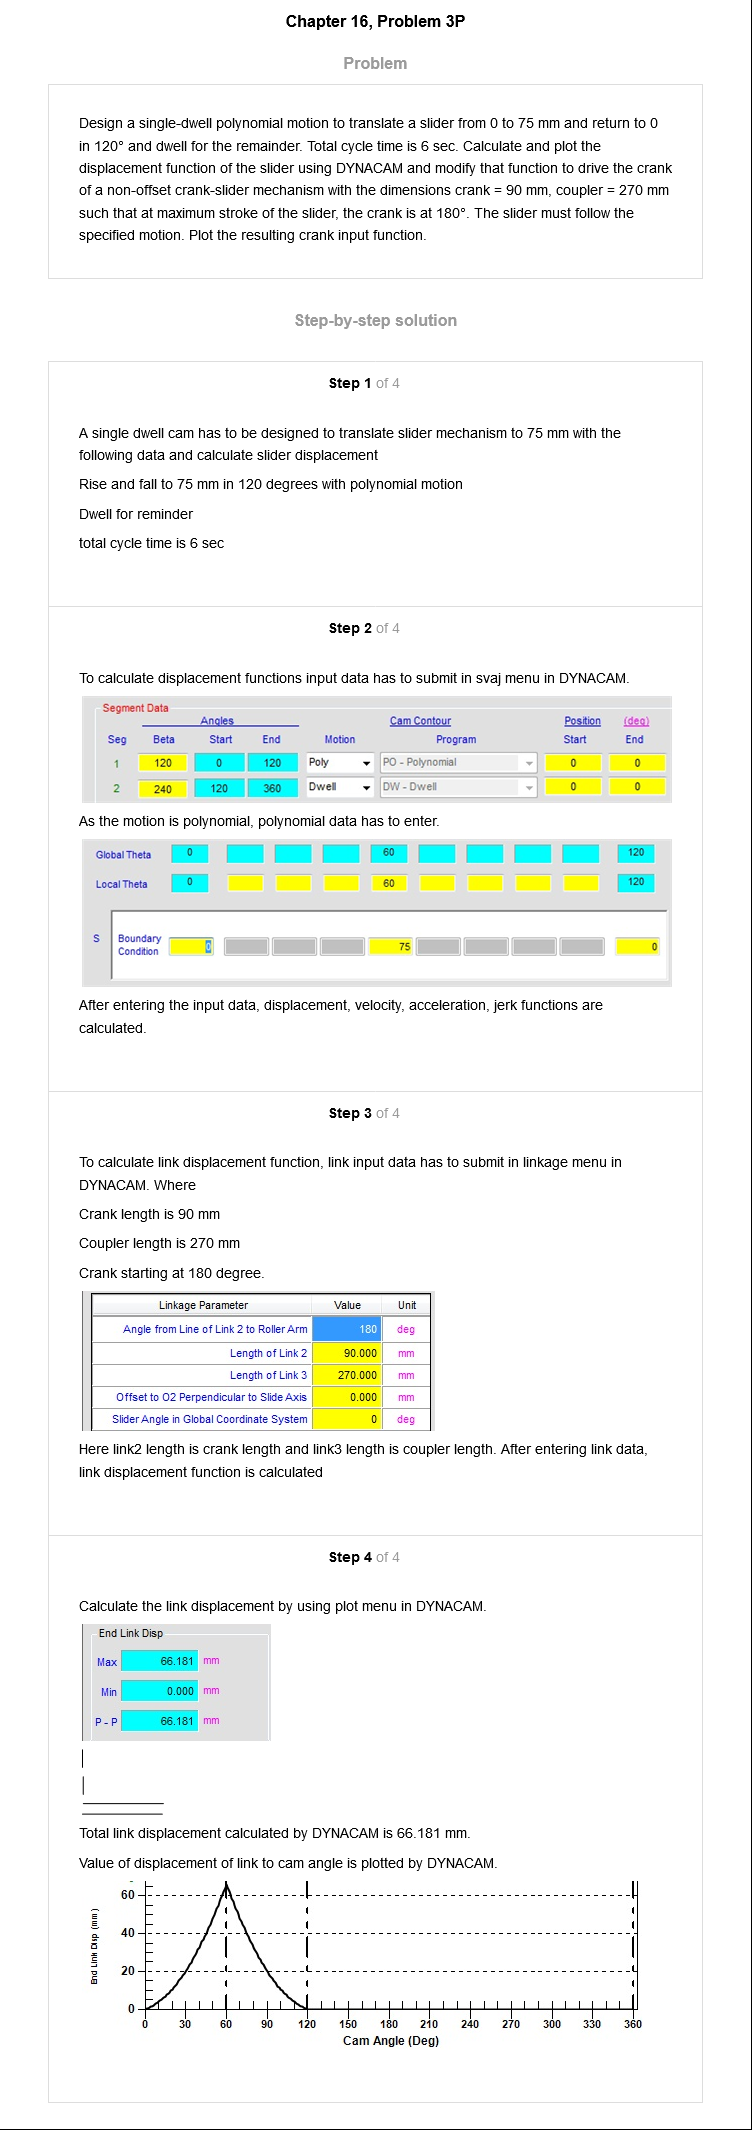 Chapter 16, Problem 3P
Problem
Design a single-dwell polynomial motion to translate a slider from 0 to 75 mm and return to 0
in 120° and dwell for the remainder. Total cycle time is 6 sec. Calculate and plot the
displacement function of the slider using DYNACAM and modify that function to drive the crank
of a non-offset crank-slider mechanism with the dimensions crank = 90 mm, coupler = 270 mm
such that at maximum stroke of the slider, the crank is at 180°. The slider must follow the
specified motion. Plot the resulting crank input function.
Step-by-step solution
Step 1 of 4
A single dwell cam has to be designed to translate slider mechanism to 75 mm with the
following data and calculate slider displacement
Rise and fall to 75 mm in 120 degrees with polynomial motion
Dwell for reminder
total cycle time is 6 sec
Step 2 of 4
To calculate displacement functions input data has to submit in svaj menu in DYNACAM.
Segment Data
Angles Cam Contour Position (deg)
Seg Beta Start End Motion Program Start End
1 120 0 120 Poly PO - Polynomial 0 0
2 240 120 360 Dwell DW - Dwell 0 0
As the motion is polynomial, polynomial data has to enter.
Global Theta 0 60 120
Local Theta 0 60 120
S Boundary Condition 0 75 0
After entering the input data, displacement, velocity, acceleration, jerk functions are
calculated.
Step 3 of 4
To calculate link displacement function, link input data has to submit in linkage menu in
DYNACAM. Where
Crank length is 90 mm
Coupler length is 270 mm
Crank starting at 180 degree.
Linkage Parameter Value Unit
Angle from Line of Link 2 to Roller Arm 180 deg
Length of Link 2 90.000 mm
Length of Link 3 270.000 mm
Offset to O2 Perpendicular to Slide Axis 0.000 mm
Slider Angle in Global Coordinate System 0 deg
Here link2 length is crank length and link3 length is coupler length. After entering link data,
link displacement function is calculated
Step 4 of 4
Calculate the link displacement by using plot menu in DYNACAM.
End Link Disp
Max 66.181 mm
Min 0.000 mm
P - P 66.181 mm
Total link displacement calculated by DYNACAM is 66.181 mm.
Value of displacement of link to cam angle is plotted by DYNACAM.
End Link Disp (mm)
60
40
20
0
0 30 60 90 120 150 180 210 240 270 300 330 360
Cam Angle (Deg)